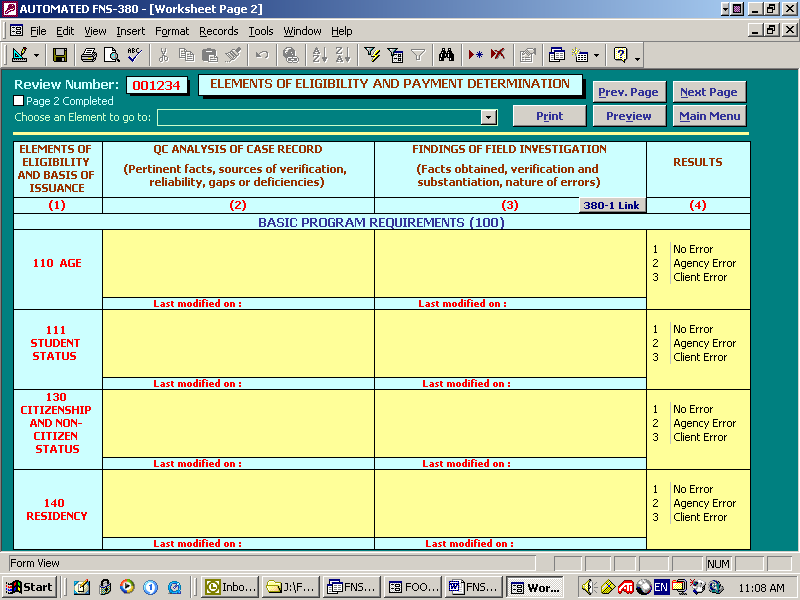 AUTOMATED FNS-380 - [Worksheet Page 2]
File Edit View Insert Format Records Tools Window Help
Review Number: 001234
ELEMENTS OF ELIGIBILITY AND PAYMENT DETERMINATION
Prev. Page Next Page
Page 2 Completed
Choose an Element to go to:
Print Preview Main Menu
ELEMENTS OF ELIGIBILITY AND BASIS OF ISSUANCE
QC ANALYSIS OF CASE RECORD
(Pertinent facts, sources of verification,
reliability, gaps or deficiencies)
FINDINGS OF FIELD INVESTIGATION
(Facts obtained, verification and
substantiation, nature of errors)
RESULTS
(1) (2) (3) 380-1 Link (4)
BASIC PROGRAM REQUIREMENTS (100)
110 AGE
1 No Error
2 Agency Error
3 Client Error
Last modified on : Last modified on :
111
STUDENT
STATUS
1 No Error
2 Agency Error
3 Client Error
Last modified on : Last modified on :
130
CITIZENSHIP
AND NON-
CITIZEN
STATUS
1 No Error
2 Agency Error
3 Client Error
Last modified on : Last modified on :
140
RESIDENCY
1 No Error
2 Agency Error
3 Client Error
Last modified on : Last modified on :
Form View NUM
Start Inbo... J:\F... FNS... FOO... FNS... Wor... EN 11:08 AM